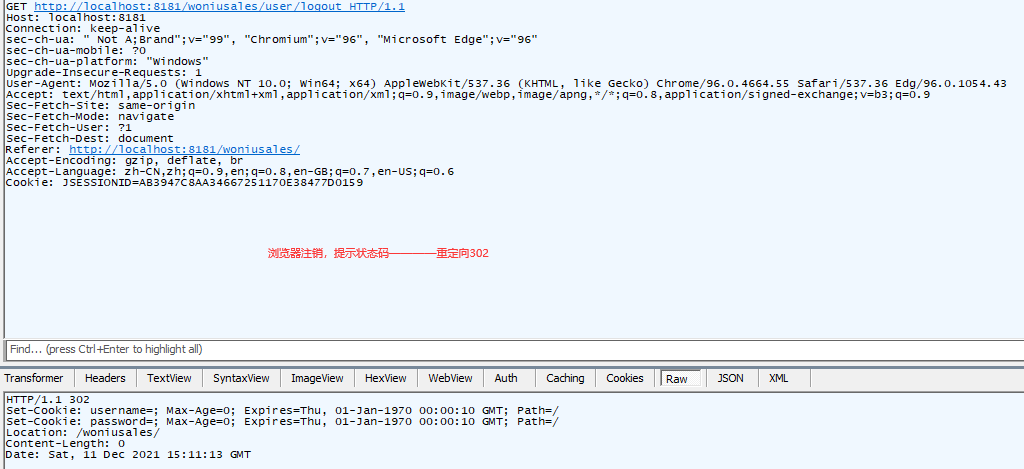 GET http://localhost:8181/woniusales/user/logout HTTP/1.1
Host: localhost:8181
Connection: keep-alive
sec-ch-ua: " Not A;Brand";v="99", "Chromium";v="96", "Microsoft Edge";v="96"
sec-ch-ua-mobile: ?0
sec-ch-ua-platform: "Windows"
Upgrade-Insecure-Requests: 1
User-Agent: Mozilla/5.0 (Windows NT 10.0; Win64; x64) AppleWebKit/537.36 (KHTML, like Gecko) Chrome/96.0.4664.55 Safari/537.36 Edg/96.0.1054.43
Accept: text/html,application/xhtml+xml,application/xml;q=0.9,image/webp,image/apng,*/*;q=0.8,application/signed-exchange;v=b3;q=0.9
Sec-Fetch-Site: same-origin
Sec-Fetch-Mode: navigate
Sec-Fetch-User: ?1
Sec-Fetch-Dest: document
Referer: http://localhost:8181/woniusales/
Accept-Encoding: gzip, deflate, br
Accept-Language: zh-CN,zh;q=0.9,en;q=0.8,en-GB;q=0.7,en-US;q=0.6
Cookie: JSESSIONID=AB3947C8AA34667251170E38477D0159
浏览器注销，提示状态码————重定向302
Find... (press Ctrl+Enter to highlight all)
Transformer Headers TextView SyntaxView ImageView HexView WebView Auth Caching Cookies Raw JSON XML
HTTP/1.1 302
Set-Cookie: username=; Max-Age=0; Expires=Thu, 01-Jan-1970 00:00:10 GMT; Path=/
Set-Cookie: password=; Max-Age=0; Expires=Thu, 01-Jan-1970 00:00:10 GMT; Path=/
Location: /woniusales/
Content-Length: 0
Date: Sat, 11 Dec 2021 15:11:13 GMT